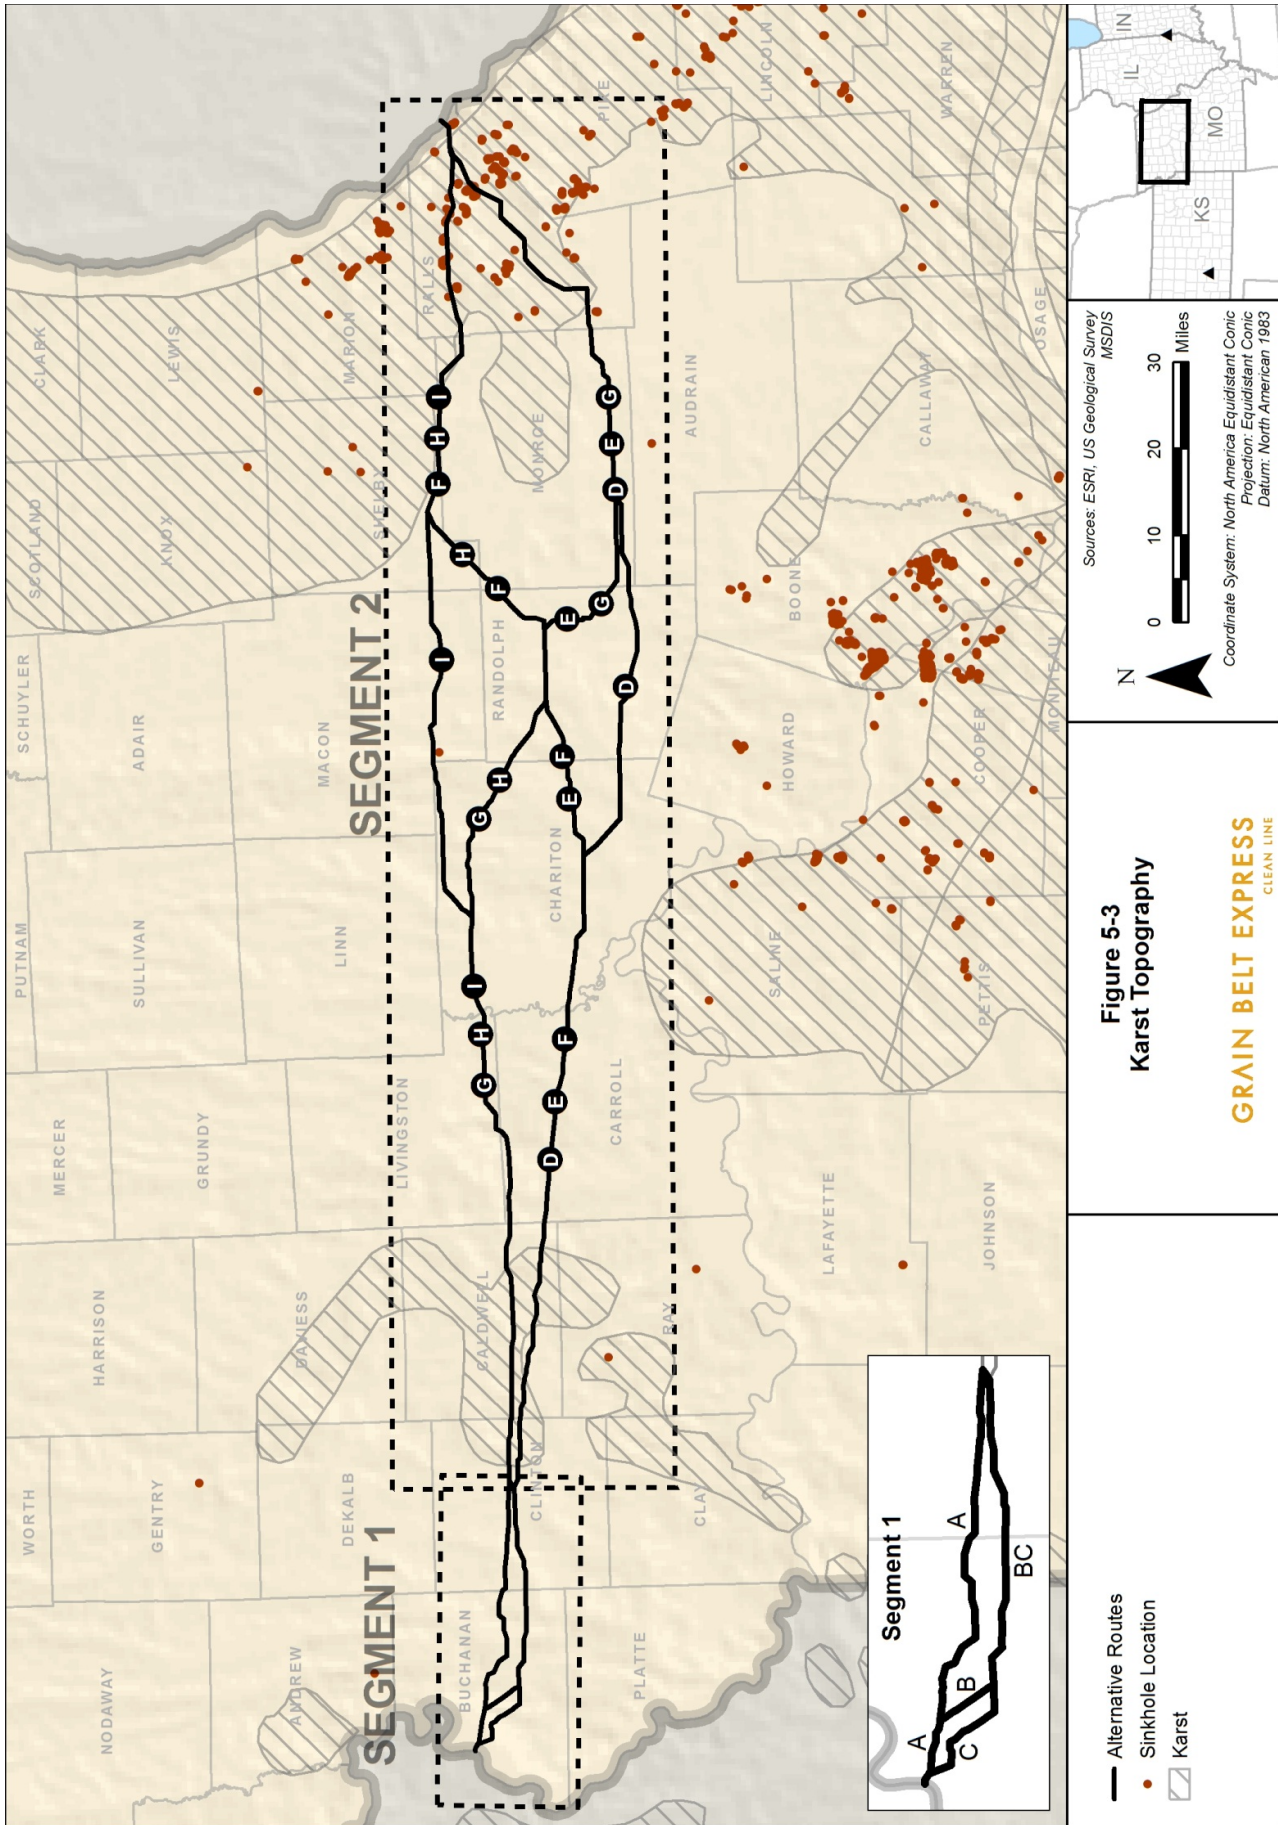 SEGMENT 1
SEGMENT 2
NODAWAY
WORTH
HARRISON
MERCER
PUTNAM
SCHUYLER
SCOTLAND
CLARK
GENTRY
GRUNDY
SULLIVAN
ADAIR
KNOX
LEWIS
ANDREW
DEKALB
DAVIESS
LIVINGSTON
LINN
MACON
SHELBY
MARION
BUCHANAN
CLINTON
CALDWELL
CARROLL
CHARITON
RANDOLPH
MONROE
RALLS
PIKE
PLATTE
CLAY
RAY
LAFAYETTE
JOHNSON
SALINE
PETTIS
HOWARD
COOPER
MONITEAU
BOONE
AUDRAIN
CALLAWAY
OSAGE
LINCOLN
WARREN
G
H
I
G
H
I
H
F
F
H
I
D
E
F
E
F
E
G
D
D
E
G
Segment 1
A
A
B
C
BC
Alternative Routes
Sinkhole Location
Karst
Figure 5-3
Karst Topography
GRAIN BELT EXPRESS
CLEAN LINE
N
0 10 20 30
Miles
Sources: ESRI, US Geological Survey
MSDIS
Coordinate System: North America Equidistant Conic
Projection: Equidistant Conic
Datum: North American 1983
KS
MO
IL
IN